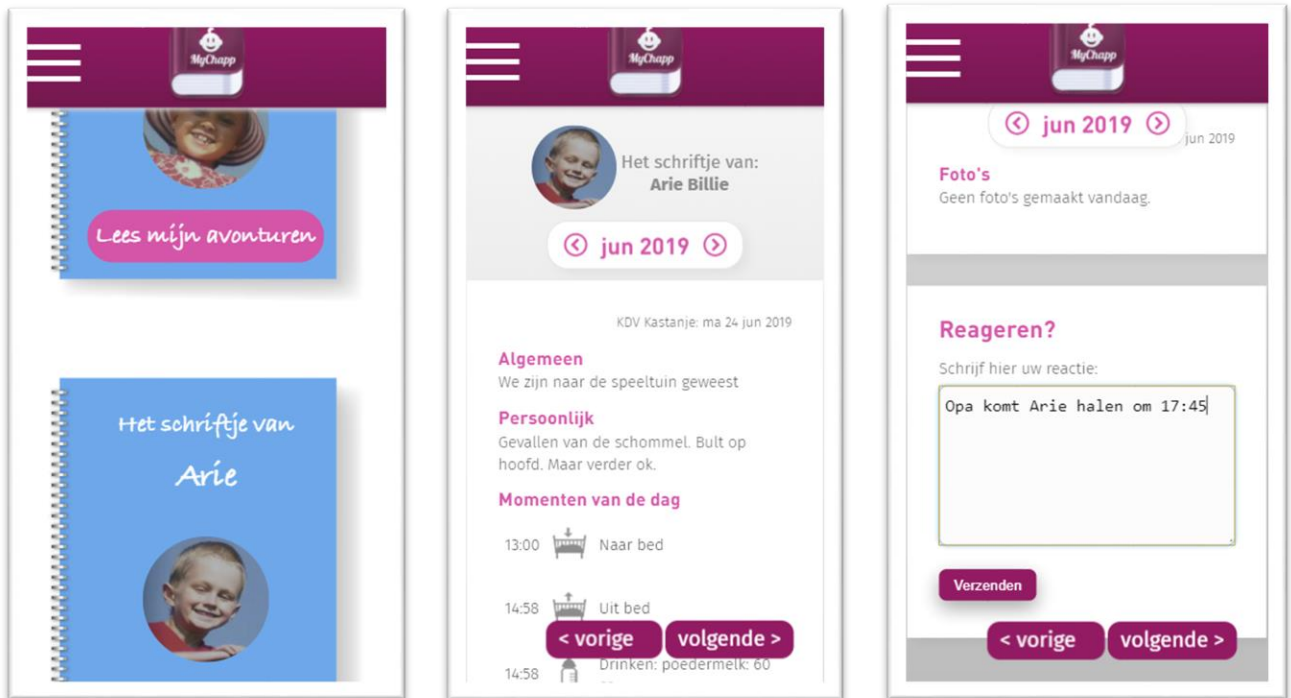 MyChapp
Lees mijn avonturen
Het schriftje van
Arie
MyChapp
Het schriftje van:
Arie Billie
jun 2019
KDV Kastanje: ma 24 jun 2019
Algemeen
We zijn naar de speeltuin geweest
Persoonlijk
Gevallen van de schommel. Bult op
hoofd. Maar verder ok.
Momenten van de dag
13:00 Naar bed
14:58 Uit bed
< vorige volgende >
14:58 Drinken: poedermelk: 60
MyChapp
jun 2019
jun 2019
Foto's
Geen foto's gemaakt vandaag.
Reageren?
Schrijf hier uw reactie:
Opa komt Arie halen om 17:45
Verzenden
< vorige volgende >